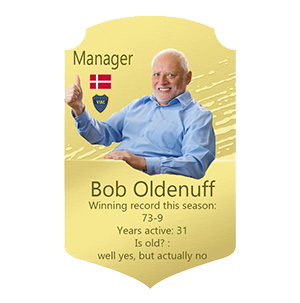 Manager
Bob Oldenuff
Winning record this season:
73-9
Years active: 31
Is old? :
well yes, but actually no